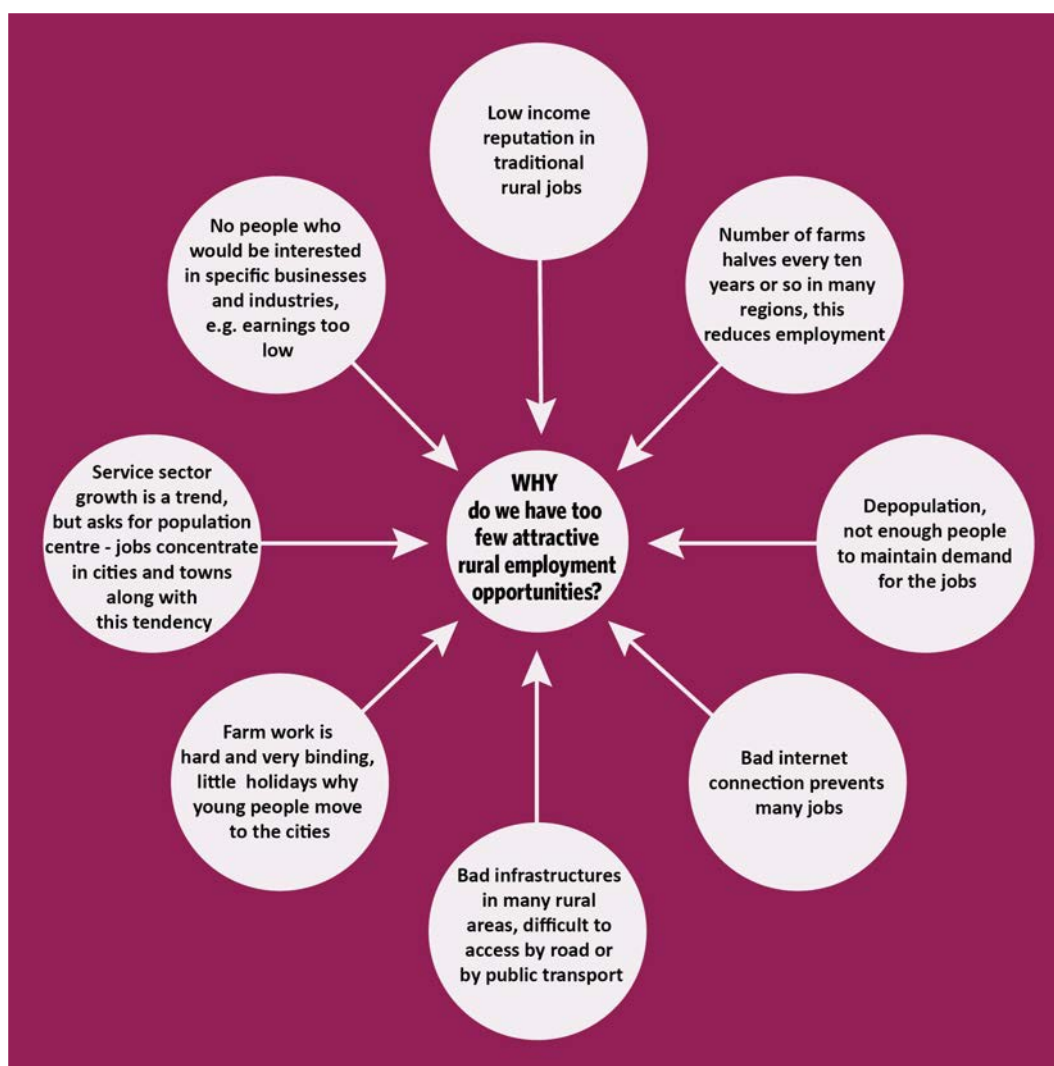 Low income
reputation in
traditional
rural jobs
No people who
would be interested
in specific businesses
and industries,
e.g. earnings too
low
Number of farms
halves every ten
years or so in many
regions, this
reduces employment
Service sector
growth is a trend,
but asks for population
centre - jobs concentrate
in cities and towns
along with
this tendency
WHY
do we have too
few attractive
rural employment
opportunities?
Depopulation,
not enough people
to maintain demand
for the jobs
Farm work is
hard and very binding,
little holidays why
young people move
to the cities
Bad internet
connection prevents
many jobs
Bad infrastructures
in many rural
areas, difficult to
access by road or
by public transport